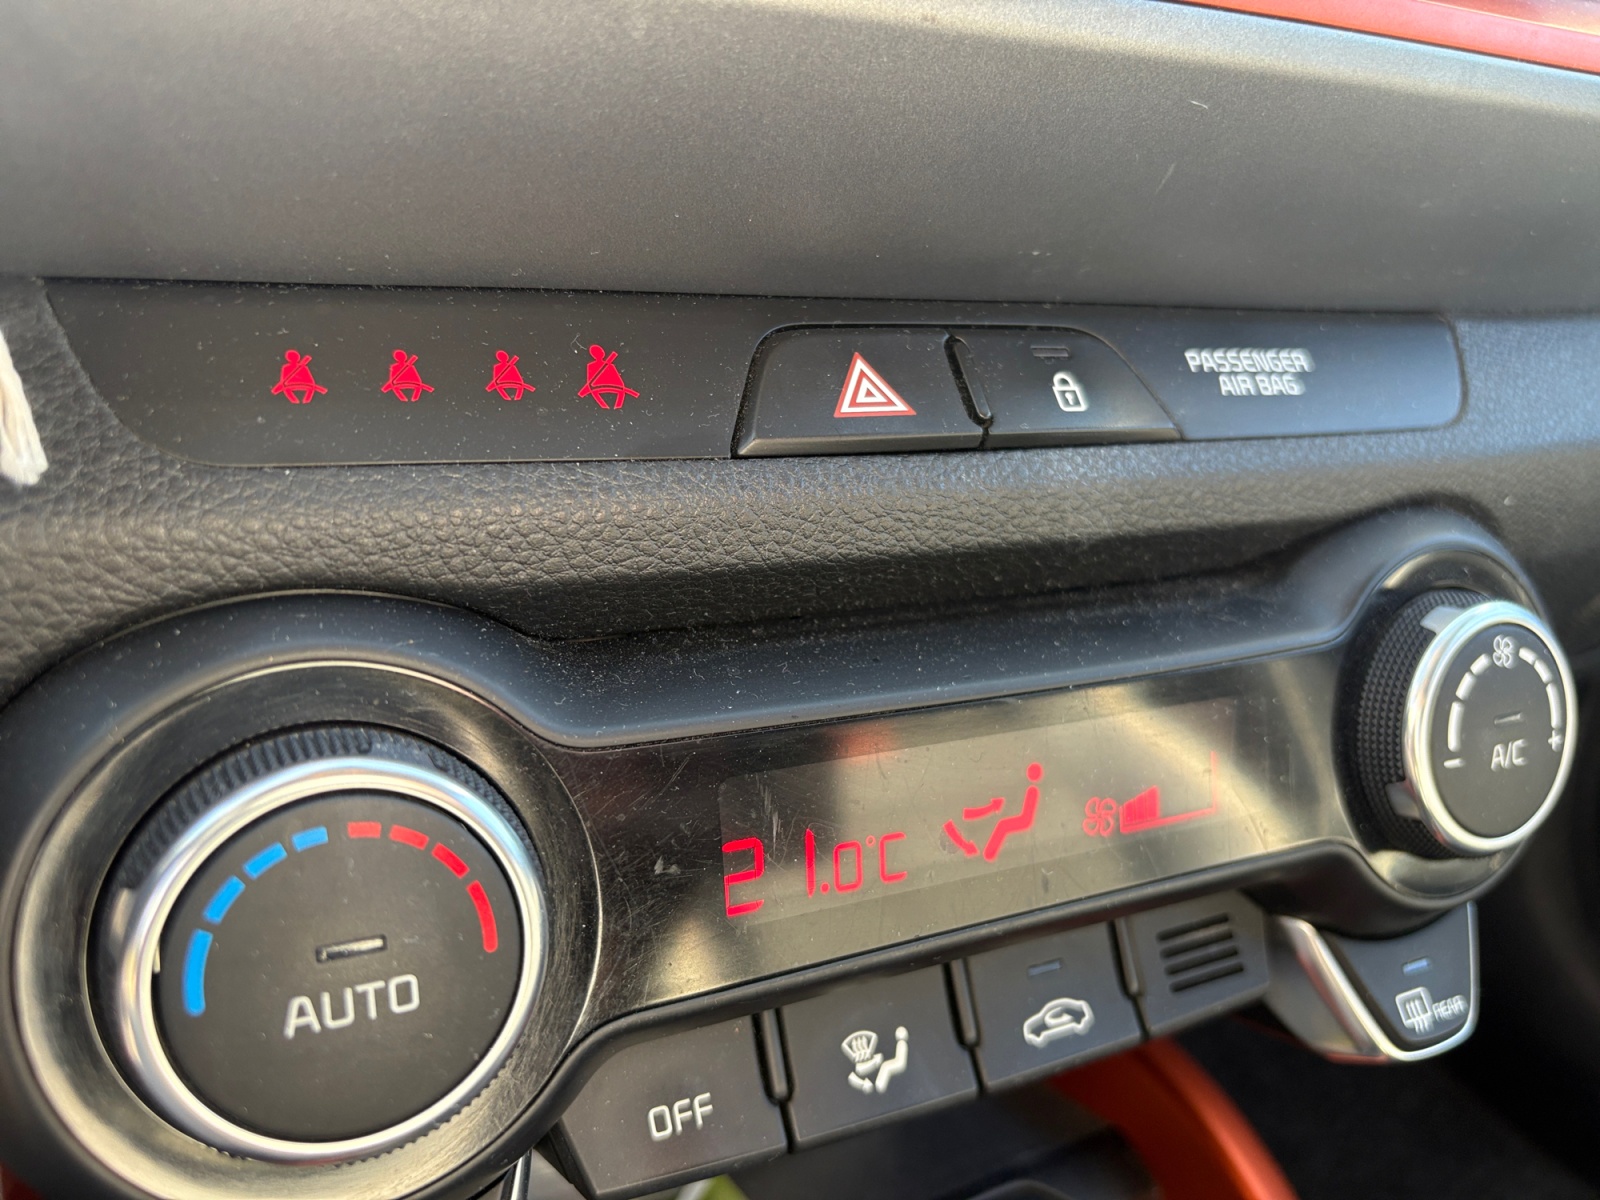 PASSENGER
AIR BAG
21.0°C
A/C
AUTO
OFF
REAR